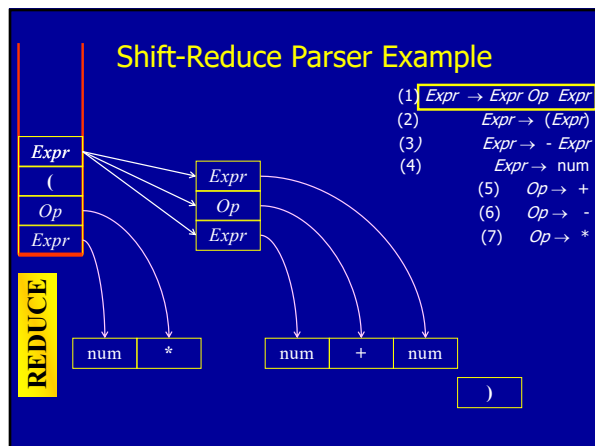 Shift-Reduce Parser Example
(1) Expr → Expr Op Expr
(2) Expr → (Expr)
(3) Expr → - Expr
(4) Expr → num
(5) Op → +
(6) Op → -
(7) Op → *
Expr
(
Op
Expr
Expr
Op
Expr
REDUCE
num *
num + num
)